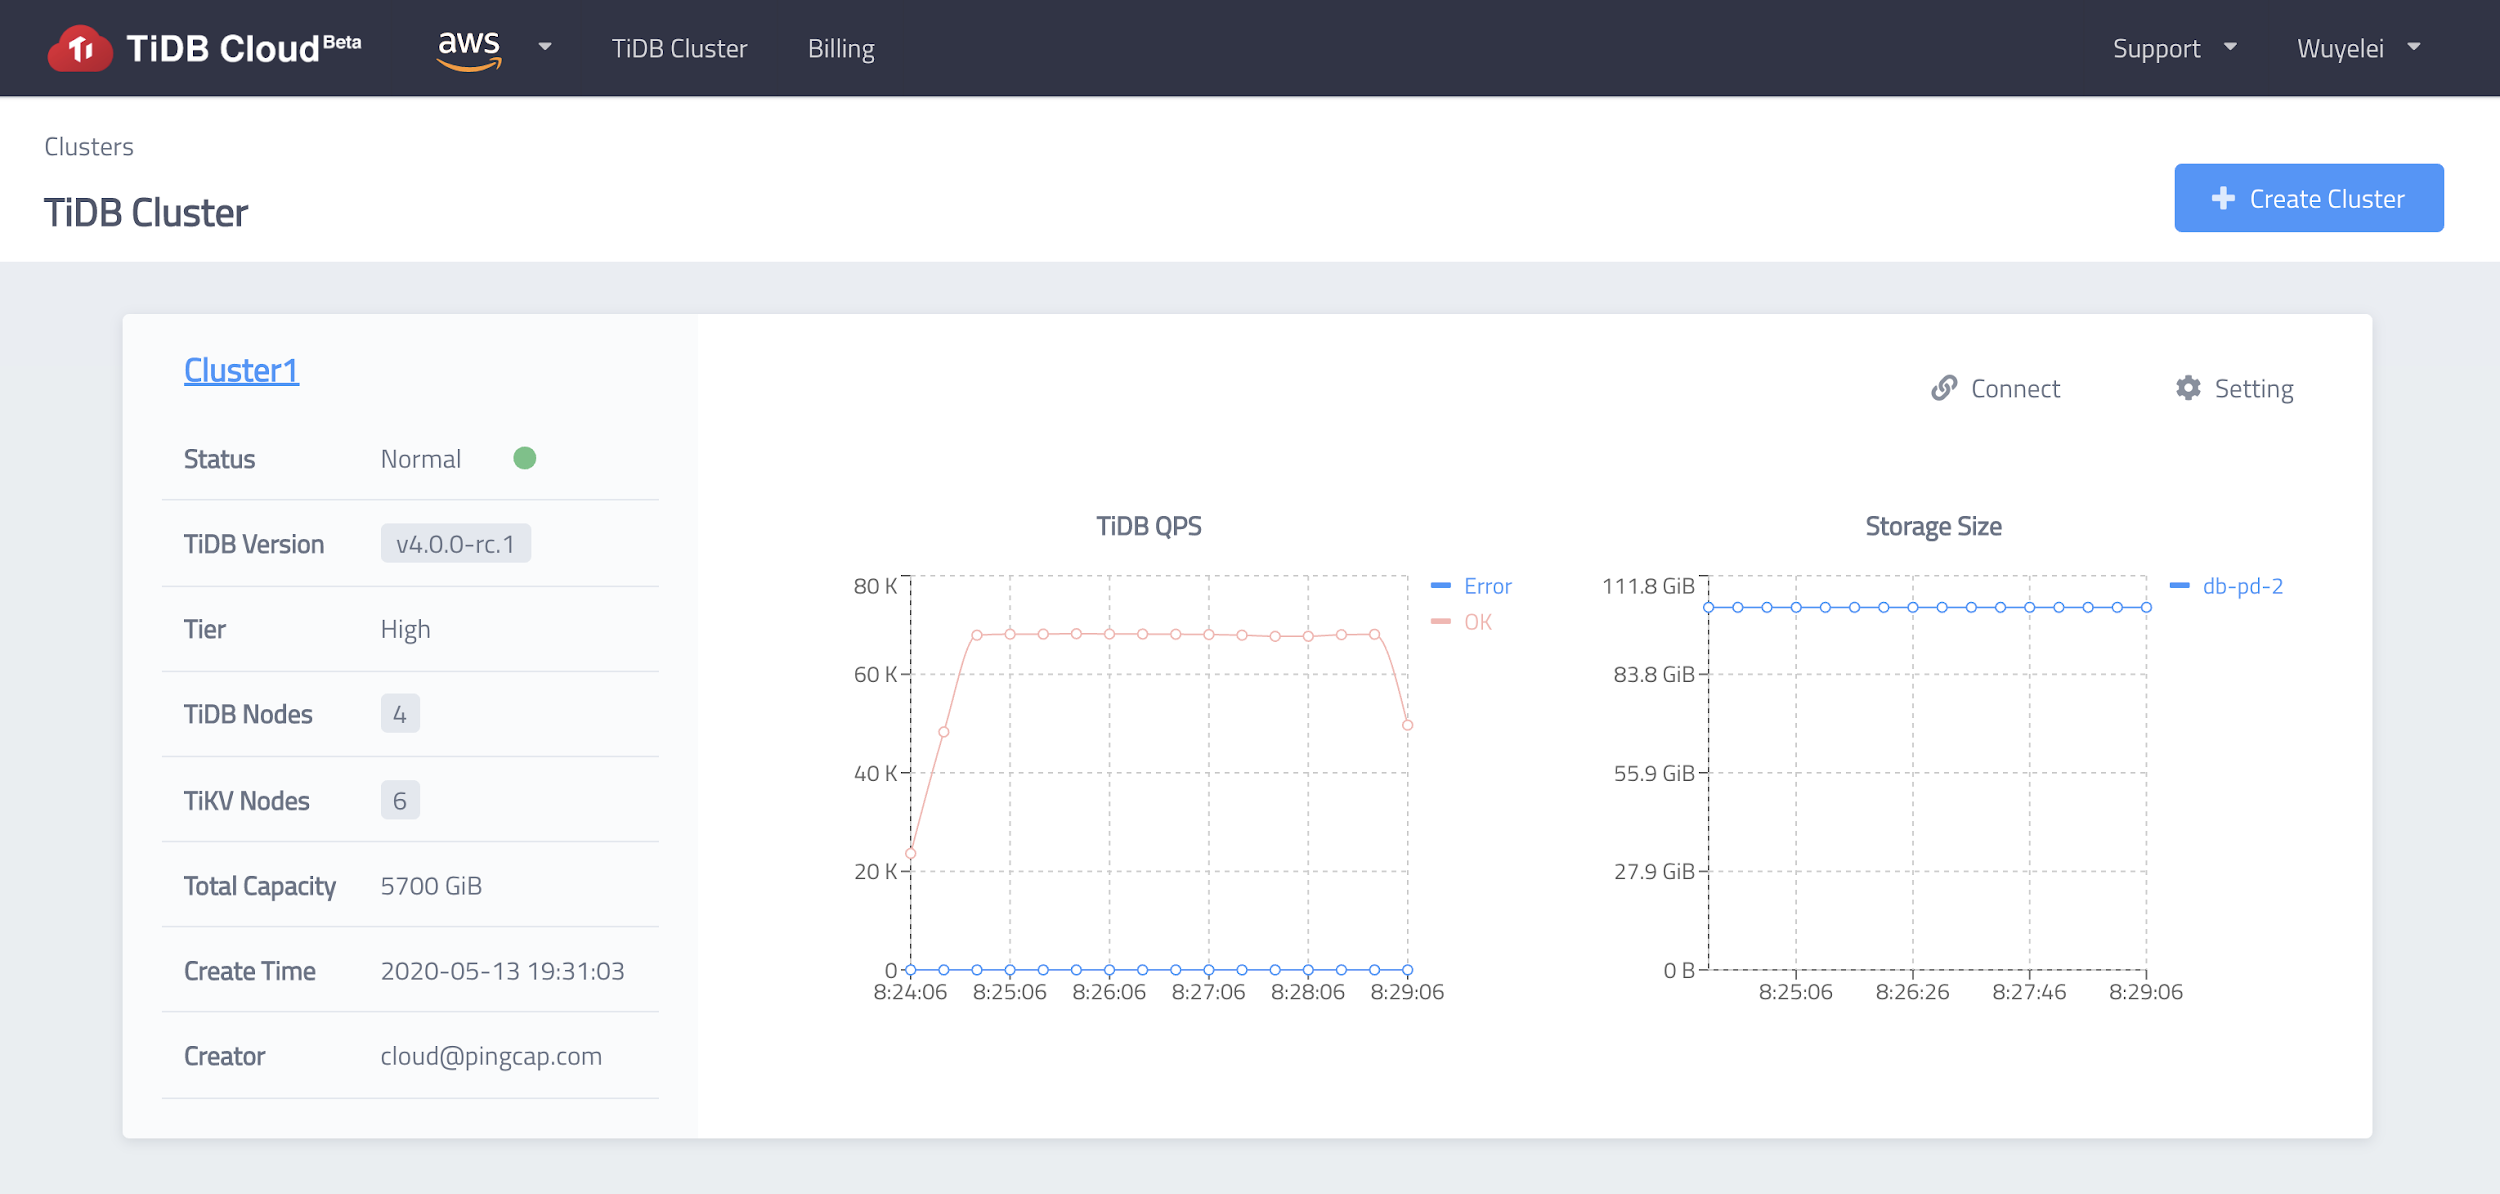 TiDB Cloud Beta aws TiDB Cluster Billing Support Wuyelei
Clusters
TiDB Cluster
Create Cluster
Cluster1
Connect Setting
Status Normal
TiDB Version v4.0.0-rc.1
Tier High
TiDB Nodes 4
TiKV Nodes 6
Total Capacity 5700 GiB
Create Time 2020-05-13 19:31:03
Creator cloud@pingcap.com
TiDB QPS
80 K
60 K
40 K
20 K
0
8:24:06 8:25:06 8:26:06 8:27:06 8:28:06 8:29:06
Error
OK
Storage Size
111.8 GiB
83.8 GiB
55.9 GiB
27.9 GiB
0 B
8:25:06 8:26:26 8:27:46 8:29:06
db-pd-2